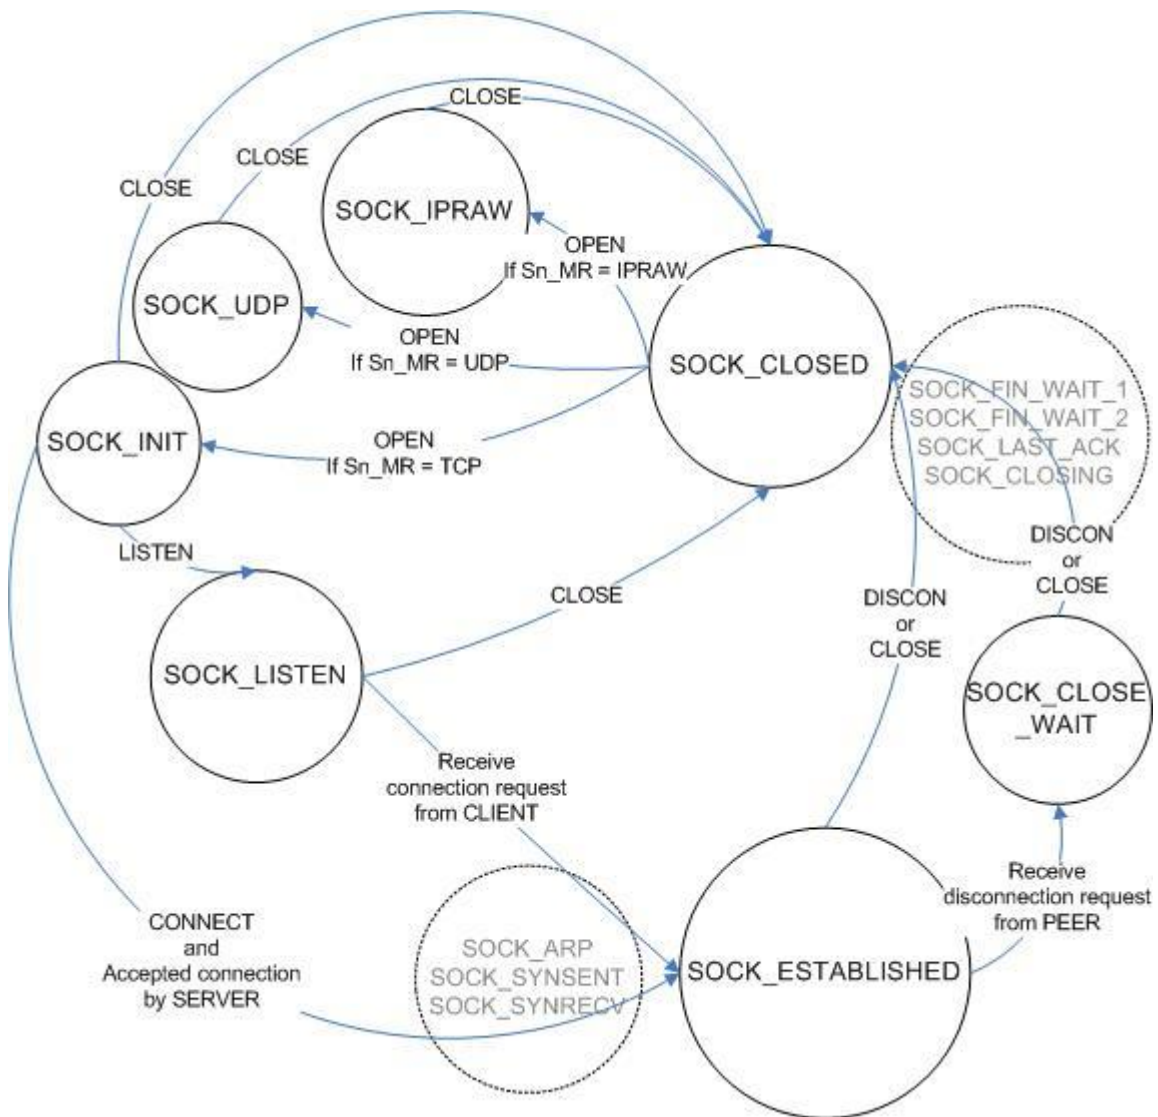 CLOSE
CLOSE
CLOSE
SOCK_IPRAW
OPEN
If Sn_MR = IPRAW
SOCK_UDP
OPEN
If Sn_MR = UDP
SOCK_CLOSED
SOCK_FIN_WAIT_1
SOCK_FIN_WAIT_2
SOCK_LAST_ACK
SOCK_CLOSING
SOCK_INIT
OPEN
If Sn_MR = TCP
LISTEN
DISCON
or
CLOSE
CLOSE
DISCON
or
CLOSE
SOCK_LISTEN
SOCK_CLOSE
_WAIT
Receive
connection request
from CLIENT
Receive
disconnection request
from PEER
CONNECT
and
Accepted connection
by SERVER
SOCK_ARP
SOCK_SYNSENT
SOCK_SYNRECV
SOCK_ESTABLISHED